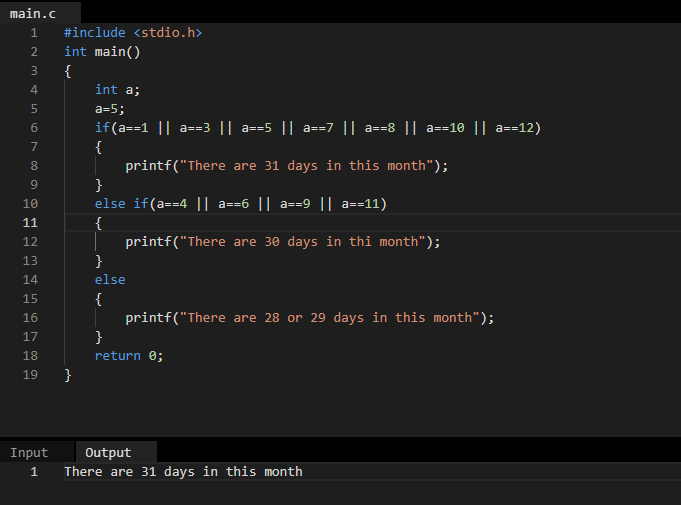 main.c
1 #include <stdio.h>
2 int main()
3 {
4 int a;
5 a=5;
6 if(a==1 || a==3 || a==5 || a==7 || a==8 || a==10 || a==12)
7 {
8 printf("There are 31 days in this month");
9 }
10 else if(a==4 || a==6 || a==9 || a==11)
11 {
12 printf("There are 30 days in thi month");
13 }
14 else
15 {
16 printf("There are 28 or 29 days in this month");
17 }
18 return 0;
19 }
Input Output
1 There are 31 days in this month